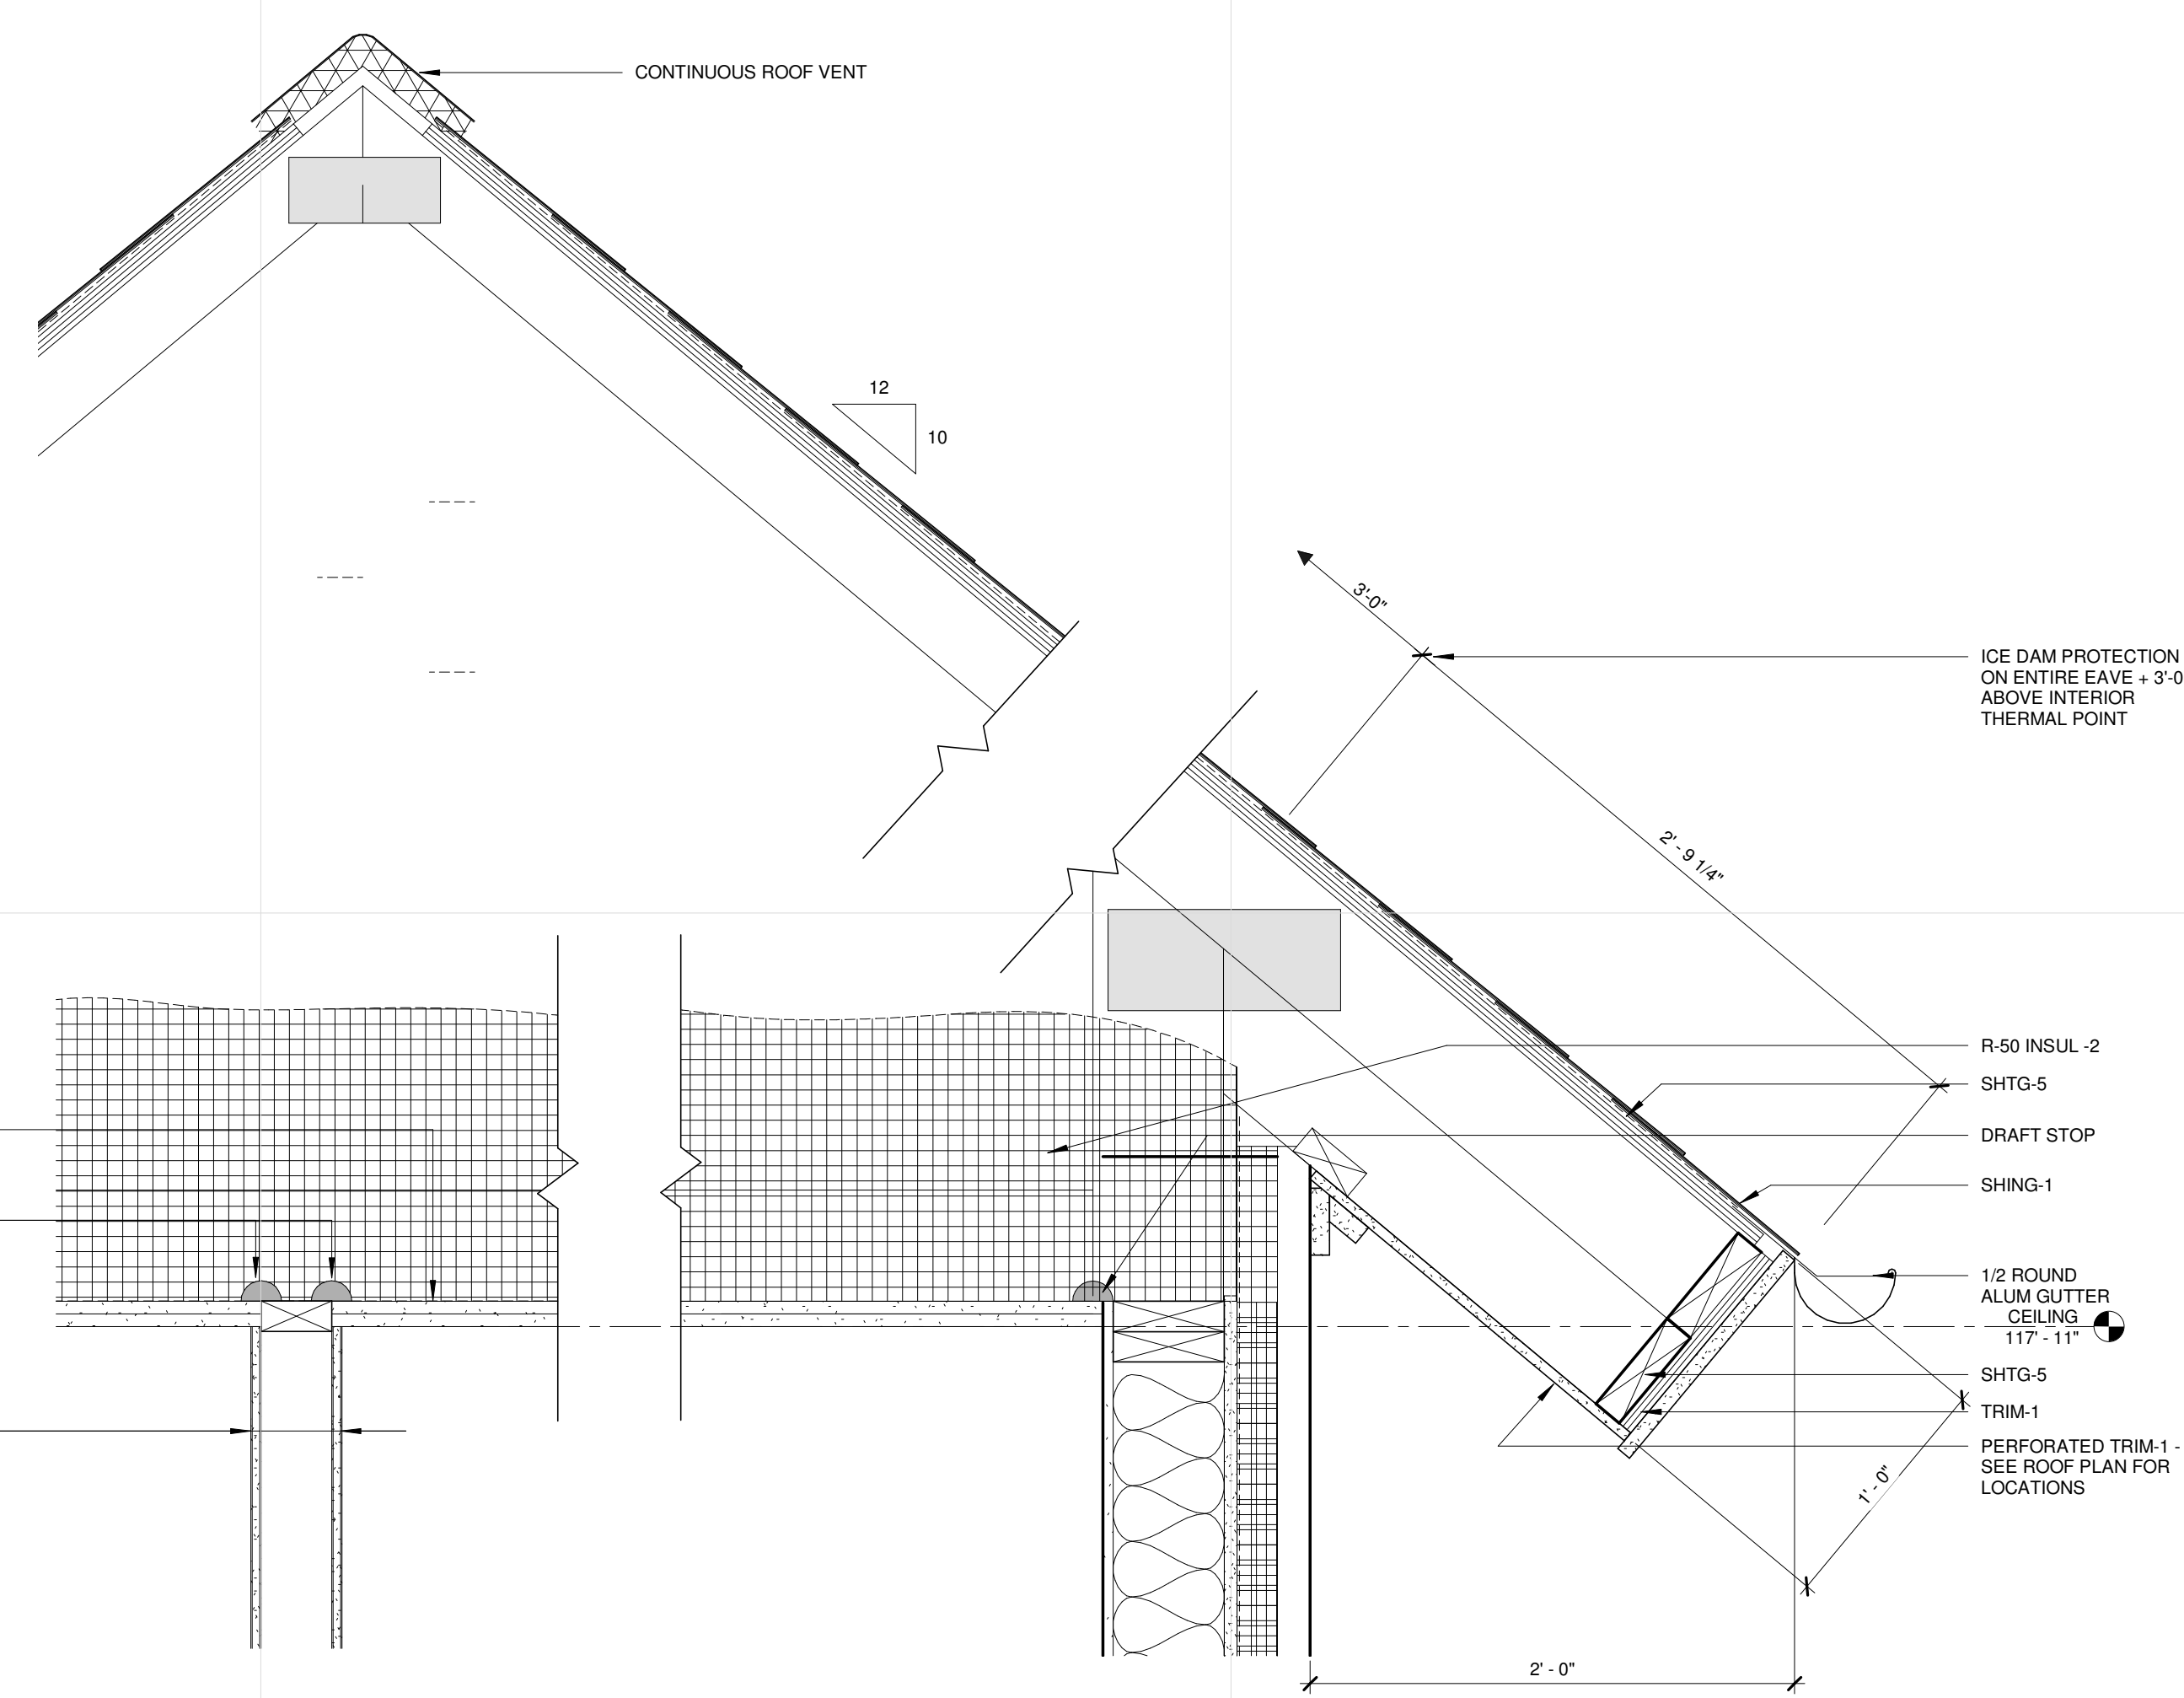 CONTINUOUS ROOF VENT
12
10
3'-0"
ICE DAM PROTECTION
ON ENTIRE EAVE + 3'-0
ABOVE INTERIOR
THERMAL POINT
2' - 9 1/4"
R-50 INSUL -2
SHTG-5
DRAFT STOP
SHING-1
1/2 ROUND
ALUM GUTTER
CEILING
117' - 11"
SHTG-5
TRIM-1
PERFORATED TRIM-1 -
SEE ROOF PLAN FOR
LOCATIONS
1' - 0"
2' - 0"